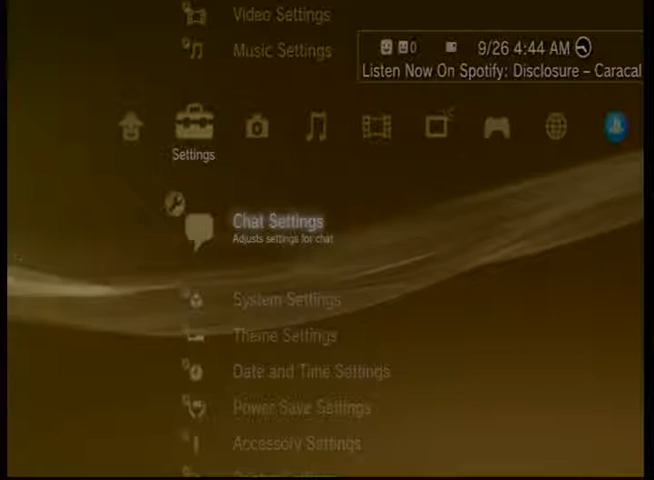 Video Settings
Music Settings
0 9/26 4:44 AM
Listen Now On Spotify: Disclosure – Caracal
Settings
Chat Settings
Adjusts settings for chat
System Settings
Theme Settings
Date and Time Settings
Power Save Settings
Accessory Settings